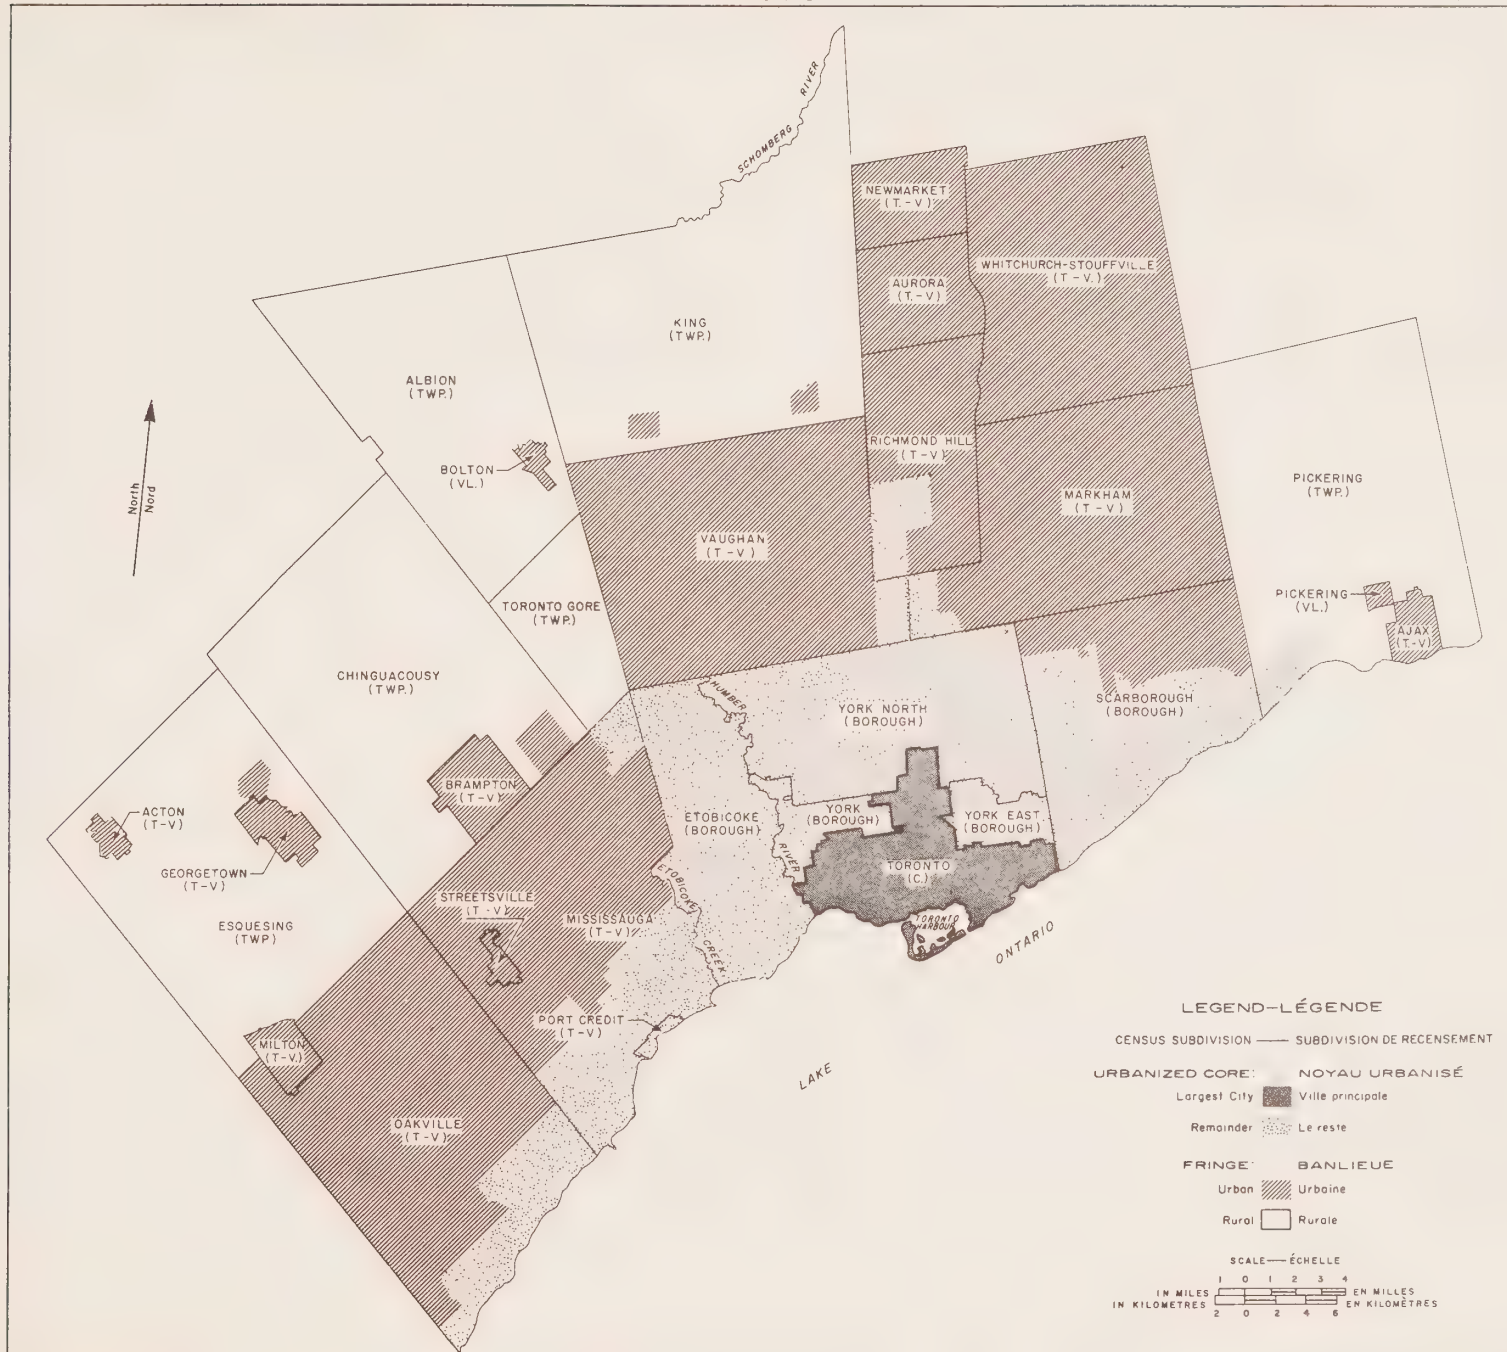 SCHOMBERG RIVER
NEWMARKET
(T.-V)
WHITCHURCH-STOUFFVILLE
(T-V.)
AURORA
(T.-V)
KING
(TWP.)
ALBION
(TWP.)
North
Nord
BOLTON
(VL.)
RICHMOND HILL
(T-V)
MARKHAM
(T-V)
PICKERING
(TWP.)
VAUGHAN
(T-V)
TORONTO GORE
(TWP.)
PICKERING
(VL.)
AJAX
(T.-V)
CHINGUACOUSY
(TWP.)
HUMBER
RIVER
YORK NORTH
(BOROUGH)
SCARBOROUGH
(BOROUGH)
BRAMPTON
(T-V)
ACTON
(T-V)
ETOBICOKE
(BOROUGH)
YORK
(BOROUGH)
YORK EAST
(BOROUGH)
GEORGETOWN
(T-V)
TORONTO
(C.)
STREETSVILLE
(T-V)
ETOBICOKE
CREEK
MISSISSAUGA
(T-V)
TORONTO
HARBOUR
ESQUESING
(TWP)
PORT CREDIT
(T-V)
MILTON
(T-V.)
OAKVILLE
(T-V)
LAKE
ONTARIO
LEGEND—LÉGENDE
CENSUS SUBDIVISION — SUBDIVISION DE RECENSEMENT
URBANIZED CORE: NOYAU URBANISÉ
Largest City Ville principale
Remainder Le reste
FRINGE: BANLIEUE
Urban Urbaine
Rural Rurale
SCALE—ÉCHELLE
1 0 1 2 3 4
IN MILES EN MILLES
IN KILOMETRES EN KILOMÈTRES
2 0 2 4 6